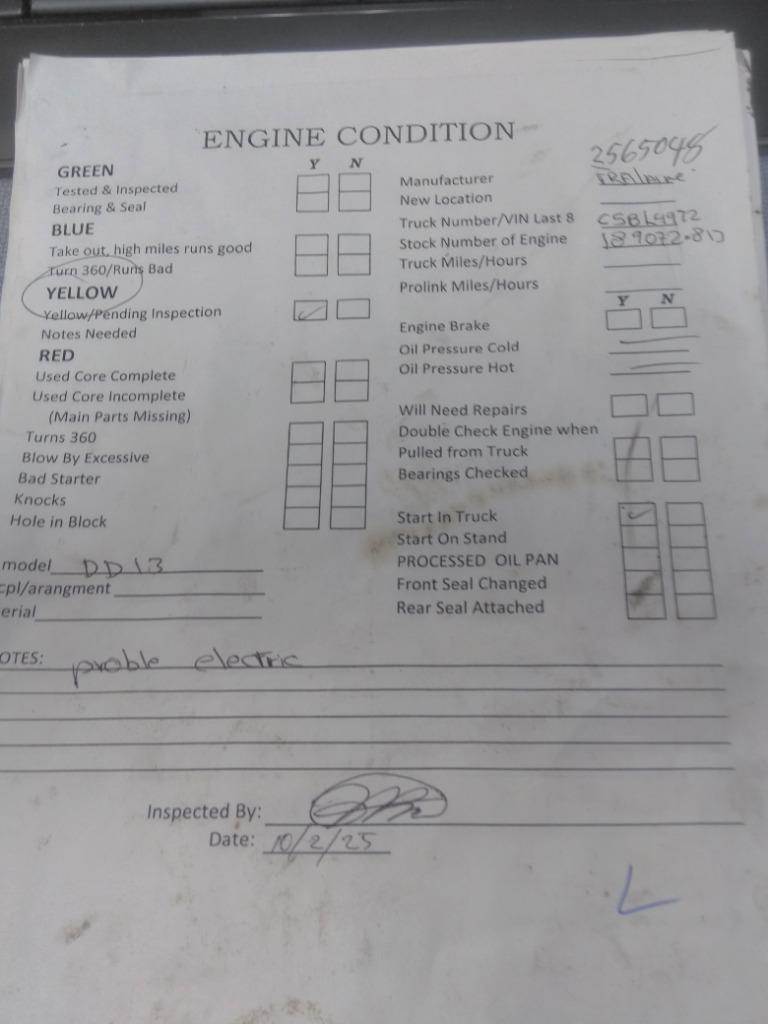 ENGINE CONDITION
2565048
Y N
GREEN
Tested & Inspected
Bearing & Seal
BLUE
Take out, high miles runs good
Turn 360/Runs Bad
YELLOW
Yellow/Pending Inspection
Notes Needed
RED
Used Core Complete
Used Core Incomplete
(Main Parts Missing)
Turns 360
Blow By Excessive
Bad Starter
Knocks
Hole in Block
model DD13
cpl/arangment
erial
Manufacturer
New Location
Truck Number/VIN Last 8 CSBL4972
Stock Number of Engine
Truck Miles/Hours
Prolink Miles/Hours
Y N
Engine Brake
Oil Pressure Cold
Oil Pressure Hot
Will Need Repairs
Double Check Engine when
Pulled from Truck
Bearings Checked
Start In Truck
Start On Stand
PROCESSED OIL PAN
Front Seal Changed
Rear Seal Attached
OTES: proble electric
Inspected By:
Date: 10/2/25
L